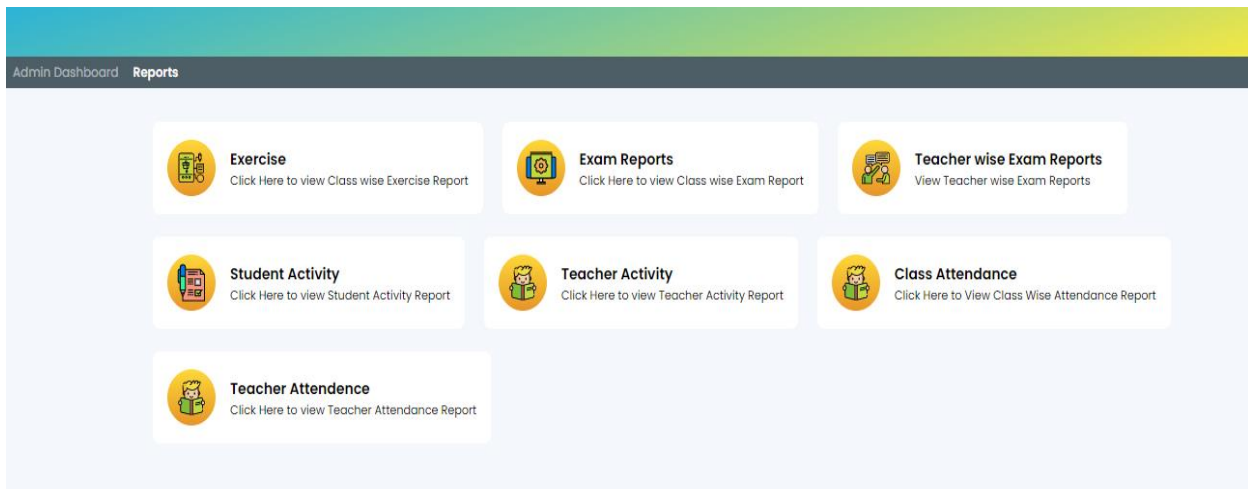 Admin Dashboard Reports
Exercise
Click Here to view Class wise Exercise Report
Exam Reports
Click Here to view Class wise Exam Report
Teacher wise Exam Reports
View Teacher wise Exam Reports
Student Activity
Click Here to view Student Activity Report
Teacher Activity
Click Here to view Teacher Activity Report
Class Attendance
Click Here to View Class Wise Attendance Report
Teacher Attendence
Click Here to view Teacher Attendance Report